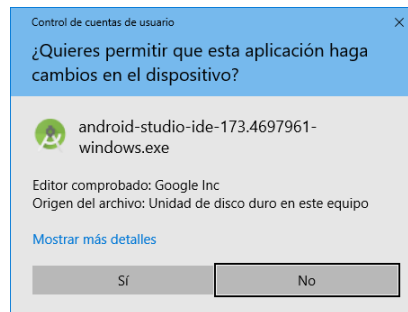 Control de cuentas de usuario
¿Quieres permitir que esta aplicación haga
cambios en el dispositivo?
android-studio-ide-173.4697961-
windows.exe
Editor comprobado: Google Inc
Origen del archivo: Unidad de disco duro en este equipo
Mostrar más detalles
Sí
No